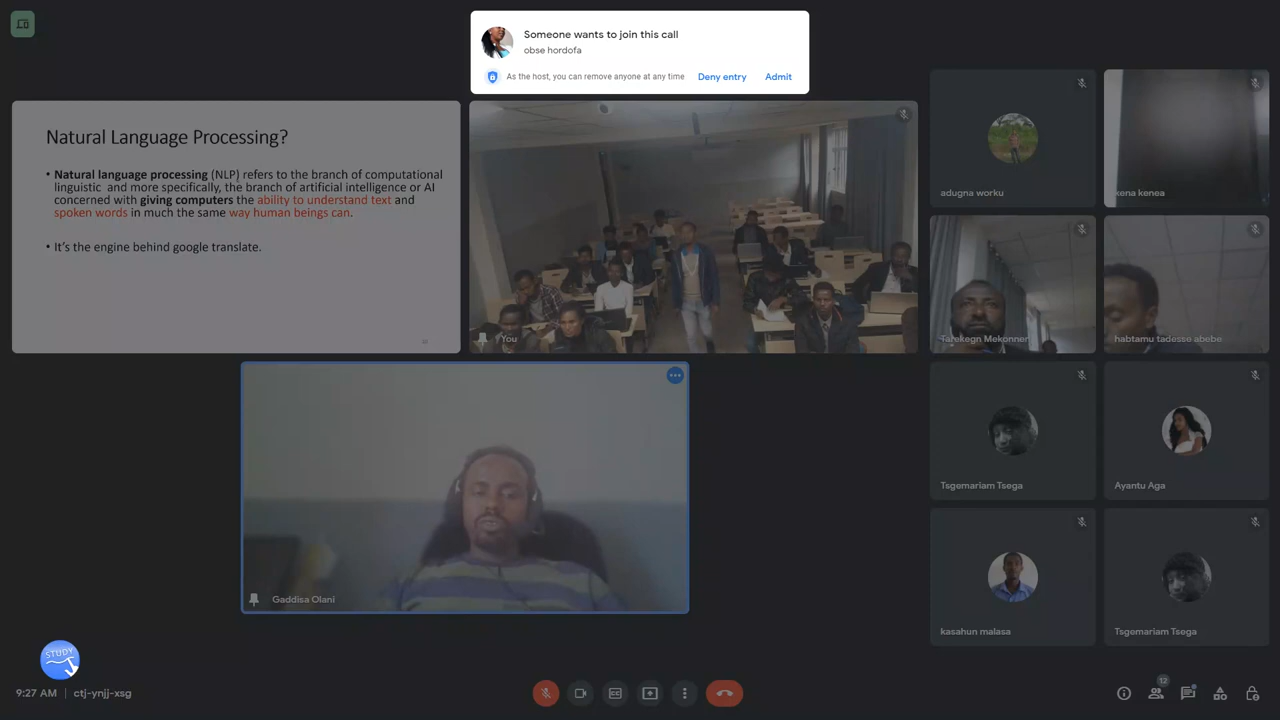 Someone wants to join this call
obse hordofa
As the host, you can remove anyone at any time
Deny entry
Admit
Natural Language Processing?
• Natural language processing (NLP) refers to the branch of computational
linguistic and more specifically, the branch of artificial intelligence or AI
concerned with giving computers the ability to understand text and
spoken words in much the same way human beings can.
• It's the engine behind google translate.
You
adugna worku
kena kenea
Tarekegn Mekonnen
habtamu tadesse abebe
Gaddisa Olani
Tsgemariam Tsega
Ayantu Aga
kasahun malasa
Tsgemariam Tsega
STUDY
9:27 AM | ctj-ynjj-xsg
12